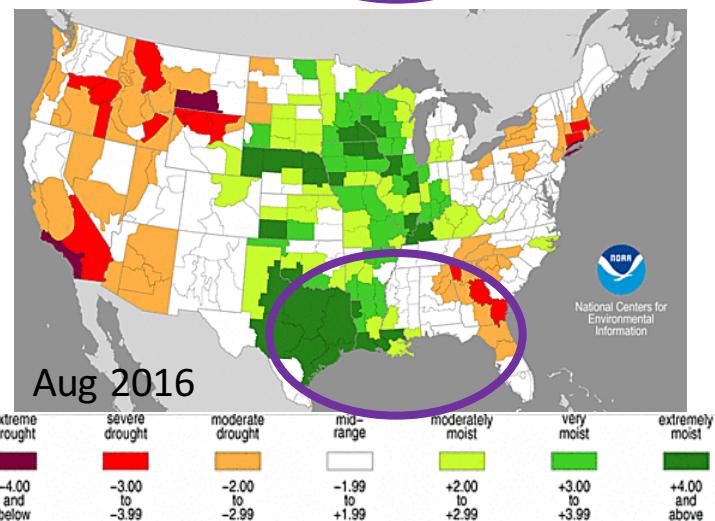 NOAA
National Centers for
Environmental
Information
Aug 2016
xtreme severe moderate mid– moderately very extremely
rought drought drought range moist moist moist
–4.00 –3.00 –2.00 –1.99 +2.00 +3.00 +4.00
and to to to to to and
below –3.99 –2.99 +1.99 +2.99 +3.99 above